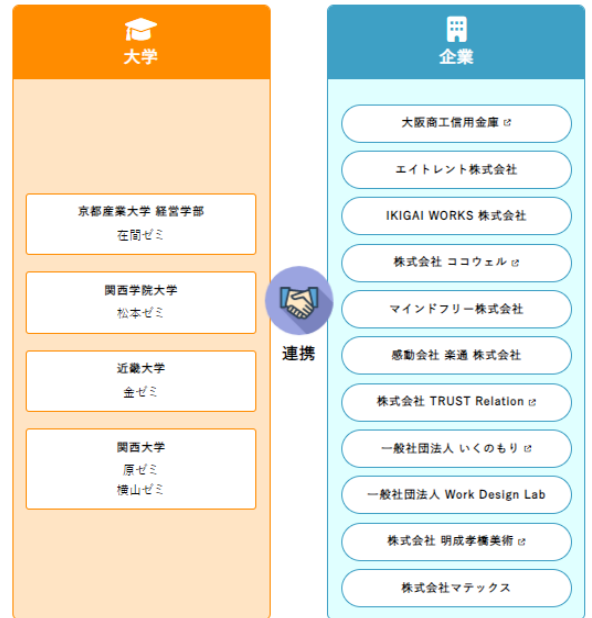 大学
京都産業大学 経営学部
在間ゼミ
関西学院大学
松本ゼミ
近畿大学
金ゼミ
関西大学
原ゼミ
横山ゼミ
連携
企業
大阪商工信用金庫
エイトレント株式会社
IKIGAI WORKS 株式会社
株式会社 ココウェル
マインドフリー株式会社
感動会社 楽通 株式会社
株式会社 TRUST Relation
一般社団法人 いくのもり
一般社団法人 Work Design Lab
株式会社 明成孝橋美術
株式会社マテックス